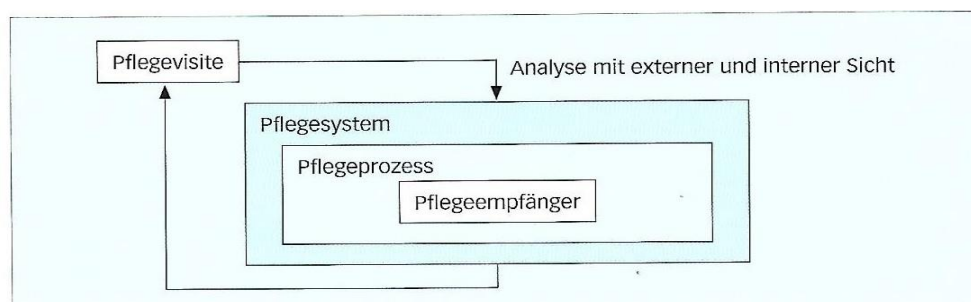 Pflegevisite
Analyse mit externer und interner Sicht
Pflegesystem
Pflegeprozess
Pflegeempfänger